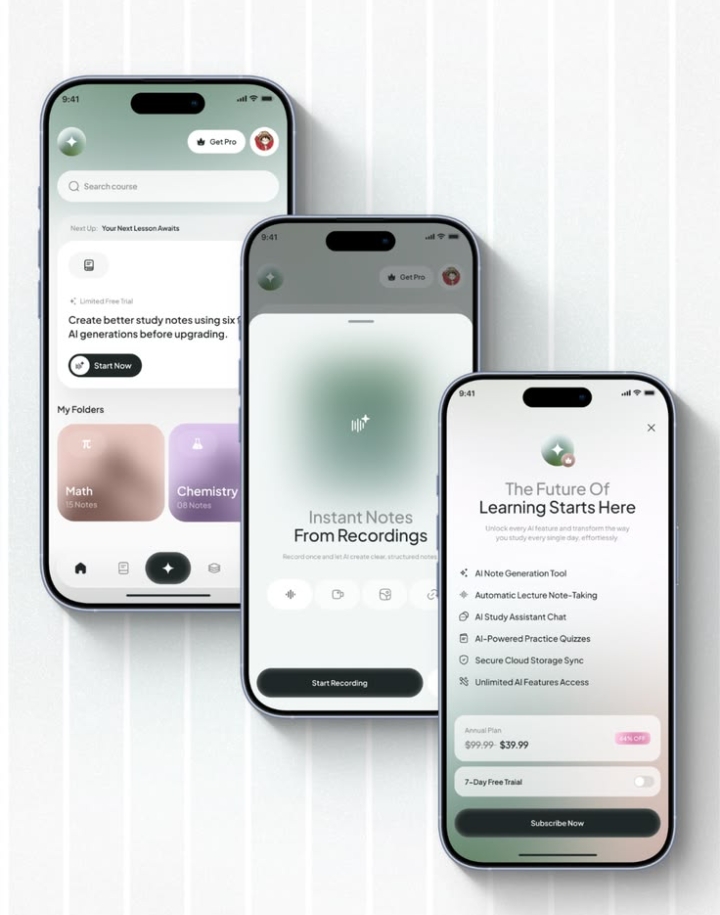 9:41
Get Pro
Search course
Next Up: Your Next Lesson Awaits
Limited Free Trial
Create better study notes using six
AI generations before upgrading.
Start Now
My Folders
π
Math
15 Notes
Chemistry
08 Notes
9:41
Get Pro
Instant Notes
From Recordings
Record once and let AI create clear, structured notes
Start Recording
9:41
The Future Of
Learning Starts Here
Unlock every AI feature and transform the way
you study every single day, effortlessly.
AI Note Generation Tool
Automatic Lecture Note-Taking
AI Study Assistant Chat
AI-Powered Practice Quizzes
Secure Cloud Storage Sync
Unlimited AI Features Access
Annual Plan
$99.99 $39.99
OFF
7-Day Free Traial
Subscribe Now